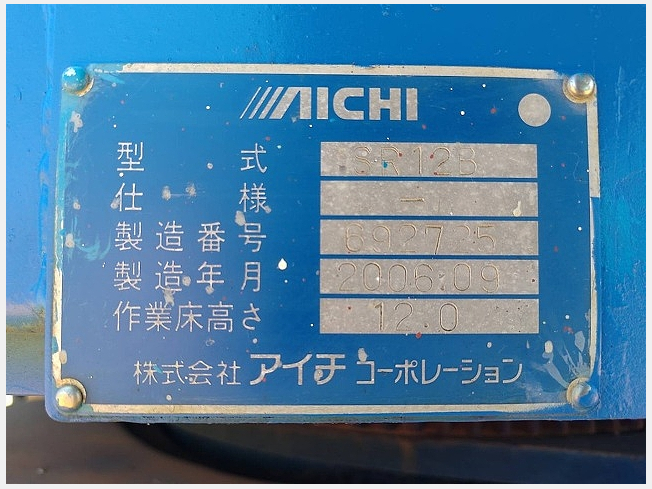 AICHI
型式 SR12B
仕様 －
製造番号 692725
製造年月 2006.09
作業床高さ 12.0
株式会社 アイチ コーポレーション